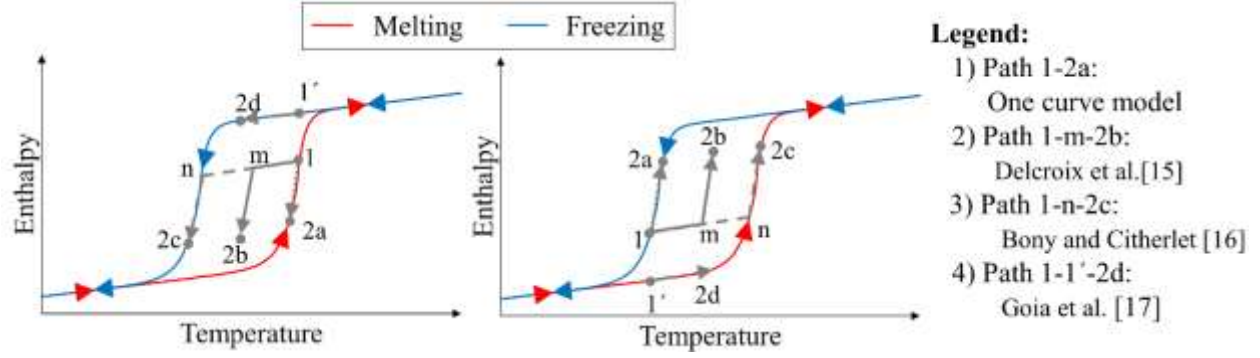 Melting Freezing
Enthalpy
Temperature
2d
1´
n
m
1
2c
2b
2a
Enthalpy
Temperature
2a
2b
2c
1
m
n
1´
2d
Legend:
1) Path 1-2a:
One curve model
2) Path 1-m-2b:
Delcroix et al.[15]
3) Path 1-n-2c:
Bony and Citherlet [16]
4) Path 1-1´-2d:
Goia et al. [17]